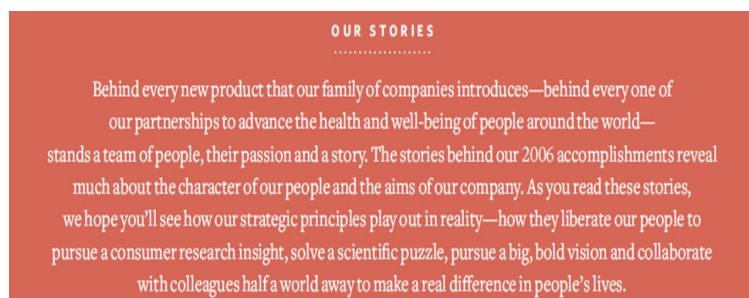 OUR STORIES
Behind every new product that our family of companies introduces—behind every one of
our partnerships to advance the health and well-being of people around the world—
stands a team of people, their passion and a story. The stories behind our 2006 accomplishments reveal
much about the character of our people and the aims of our company. As you read these stories,
we hope you’ll see how our strategic principles play out in reality—how they liberate our people to
pursue a consumer research insight, solve a scientific puzzle, pursue a big, bold vision and collaborate
with colleagues half a world away to make a real difference in people’s lives.